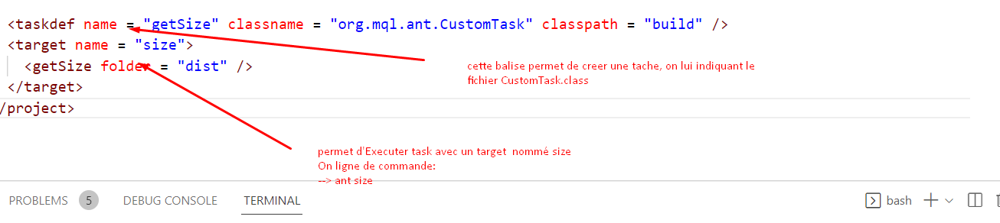 <taskdef name = "getSize" classname = "org.mql.ant.CustomTask" classpath = "build" />
<target name = "size">
<getSize folder = "dist" />
</target>
/project>
cette balise permet de creer une tache, on lui indiquant le
fichier CustomTask.class
permet d'Executer task avec un target nommé size
On ligne de commande:
--> ant size
PROBLEMS 5 DEBUG CONSOLE TERMINAL bash